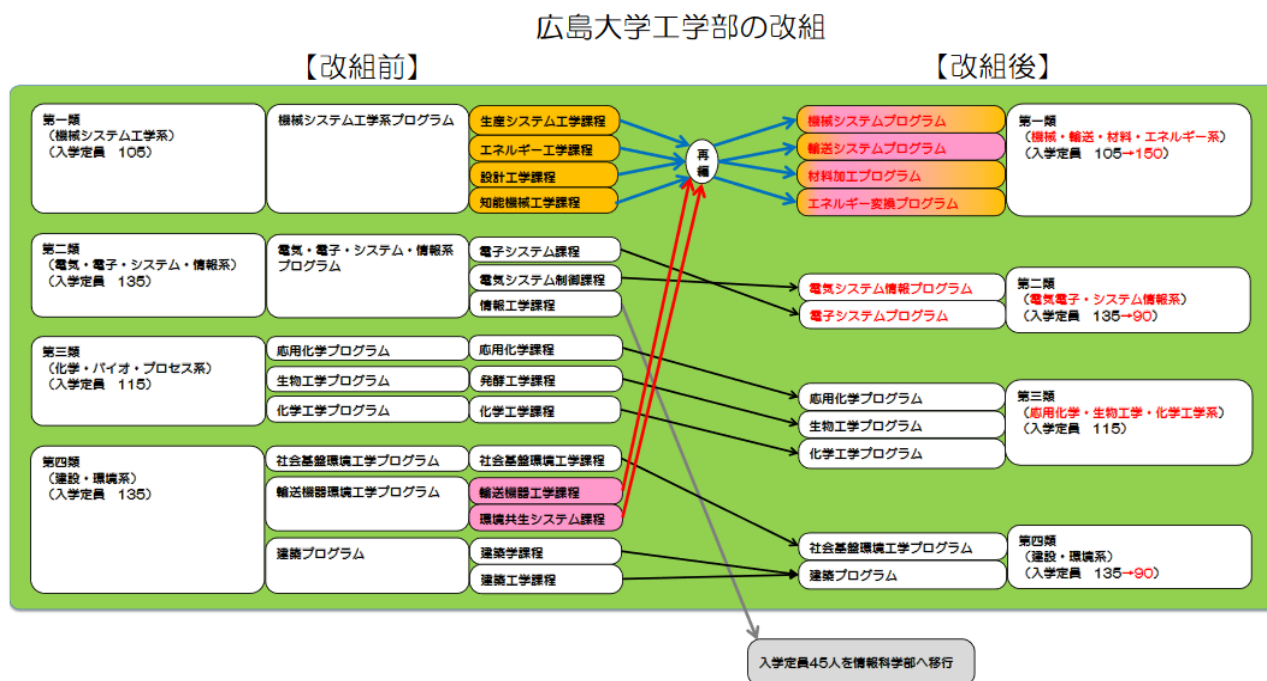 広島大学工学部の改組
【改組前】
【改組後】
第一類
(機械システム工学系)
(入学定員 105)
機械システム工学系プログラム
生産システム工学課程
エネルギー工学課程
設計工学課程
知能機械工学課程
第二類
(電気・電子・システム・情報系)
(入学定員 135)
電気・電子・システム・情報系
プログラム
電子システム課程
電気システム制御課程
情報工学課程
第三類
(化学・バイオ・プロセス系)
(入学定員 115)
応用化学プログラム
応用化学課程
生物工学プログラム
発酵工学課程
化学工学プログラム
化学工学課程
第四類
(建設・環境系)
(入学定員 135)
社会基盤環境工学プログラム
社会基盤環境工学課程
輸送機器環境工学プログラム
輸送機器工学課程
環境共生システム課程
建築プログラム
建築学課程
建築工学課程
再
編
機械システムプログラム
輸送システムプログラム
材料加工プログラム
エネルギー変換プログラム
第一類
(機械・輸送・材料・エネルギー系)
(入学定員 105→150)
電気システム情報プログラム
電子システムプログラム
第二類
(電気電子・システム情報系)
(入学定員 135→90)
応用化学プログラム
生物工学プログラム
化学工学プログラム
第三類
(応用化学・生物工学・化学工学系)
(入学定員 115)
社会基盤環境工学プログラム
建築プログラム
第四類
(建設・環境系)
(入学定員 135→90)
入学定員45人を情報科学部へ移行